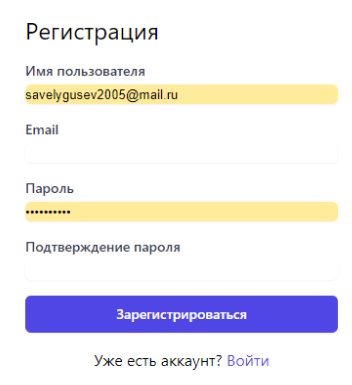 Регистрация
Имя пользователя
savelygusev2005@mail.ru
Email
Пароль
••••••••••
Подтверждение пароля
Зарегистрироваться
Уже есть аккаунт? Войти